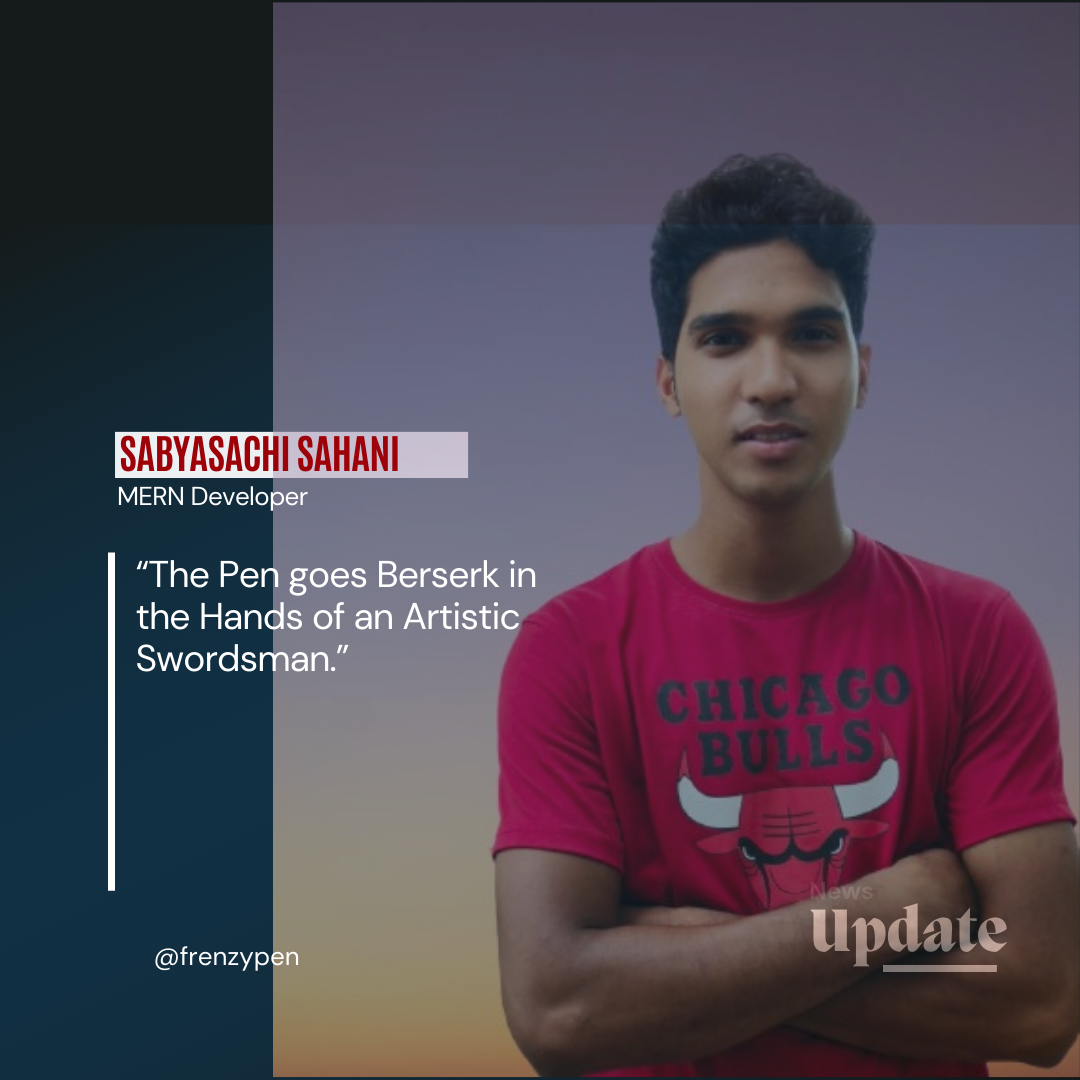 SABYASACHI SAHANI
MERN Developer
“The Pen goes Berserk in
the Hands of an Artistic
Swordsman.”
CHICAGO
BULLS
News
Update
@frenzypen